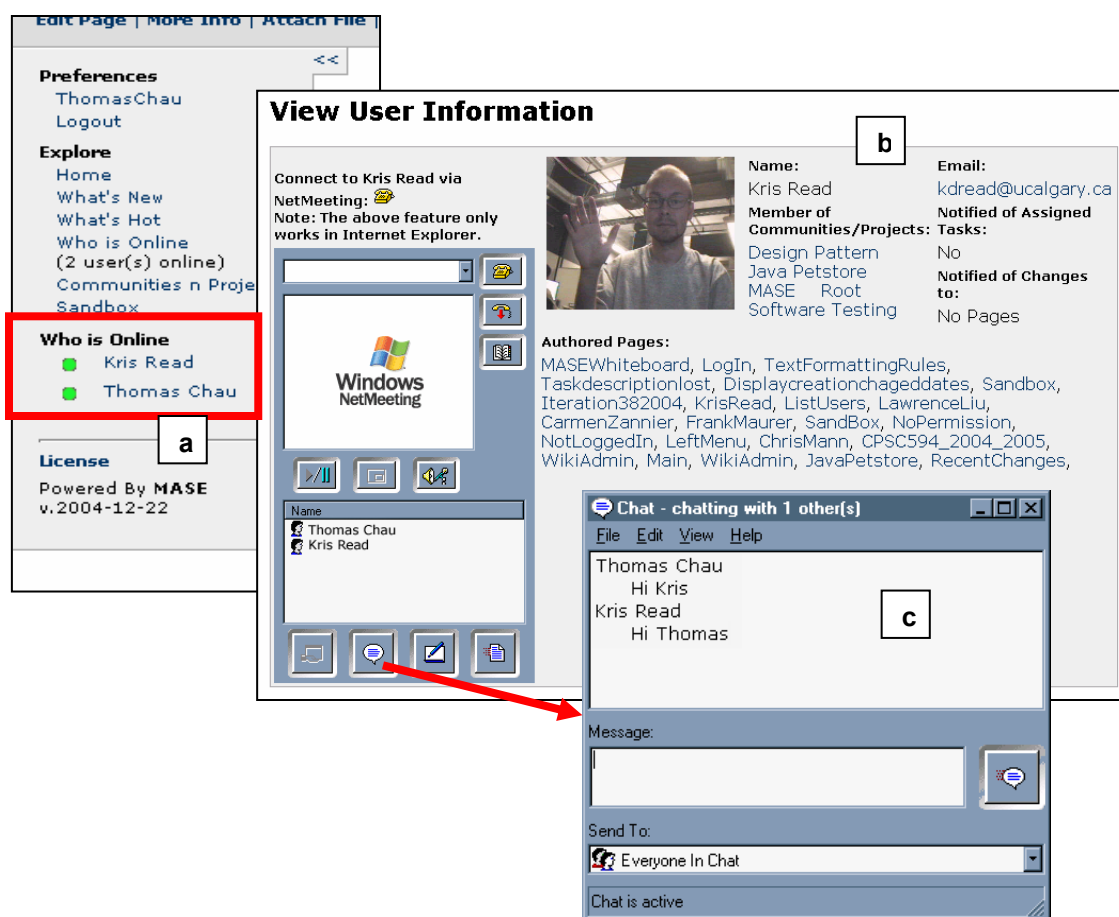 Edit Page | More Info | Attach File |
<<
Preferences
ThomasChau
Logout
Explore
Home
What's New
What's Hot
Who is Online
(2 user(s) online)
Communities n Proje
Sandbox
Who is Online
Kris Read
Thomas Chau
a
License
Powered By MASE
v.2004-12-22
View User Information
b
Connect to Kris Read via
NetMeeting:
Note: The above feature only
works in Internet Explorer.
Windows
NetMeeting
Name
Thomas Chau
Kris Read
Name:
Kris Read
Member of
Communities/Projects:
Design Pattern
Java Petstore
MASE Root
Software Testing
Email:
kdread@ucalgary.ca
Notified of Assigned
Tasks:
No
Notified of Changes
to:
No Pages
Authored Pages:
MASEWhiteboard, LogIn, TextFormattingRules,
Taskdescriptionlost, Displaycreationchageddates, Sandbox,
Iteration382004, KrisRead, ListUsers, LawrenceLiu,
CarmenZannier, FrankMaurer, SandBox, NoPermission,
NotLoggedIn, LeftMenu, ChrisMann, CPSC594_2004_2005,
WikiAdmin, Main, WikiAdmin, JavaPetstore, RecentChanges,
Chat - chatting with 1 other(s)
File Edit View Help
Thomas Chau
Hi Kris
Kris Read
Hi Thomas
c
Message:
Send To:
Everyone In Chat
Chat is active